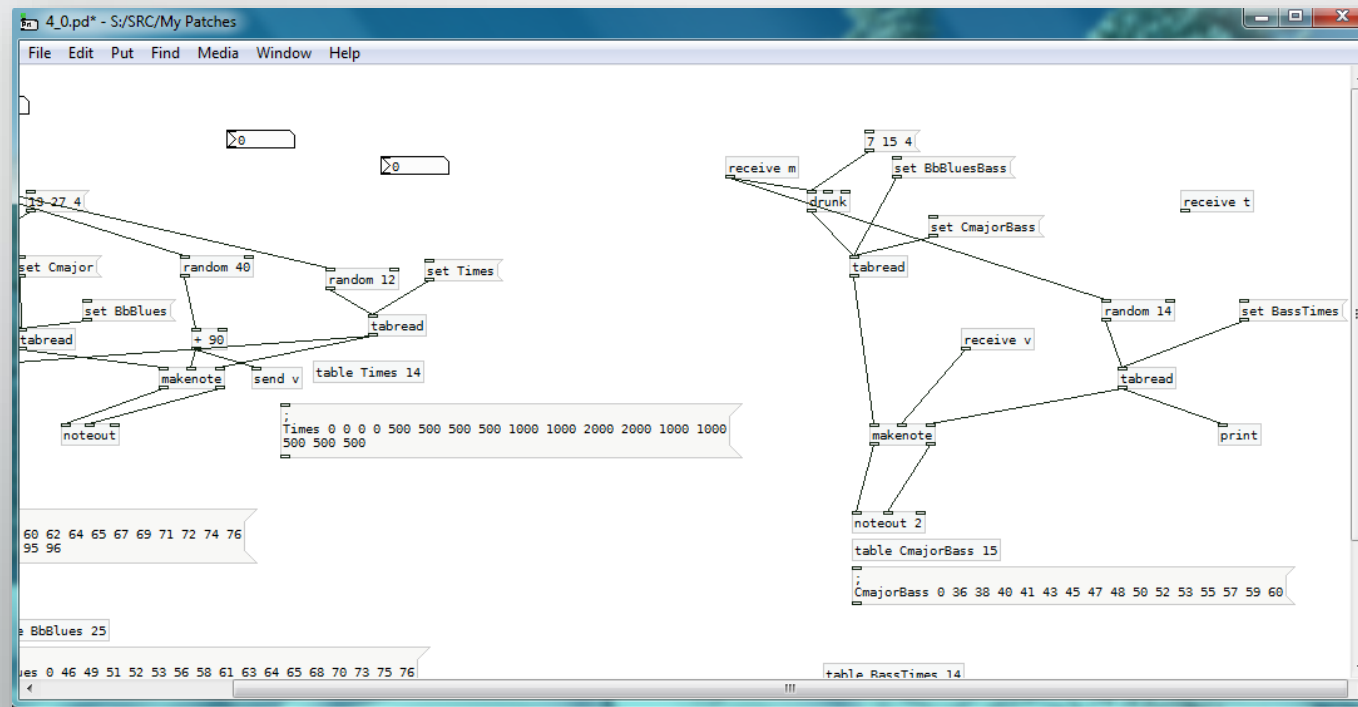 4_0.pd* - S:/SRC/My Patches
File Edit Put Find Media Window Help
0
0
7 15 4
receive m
set BbBluesBass
19 27 4
drunk
receive t
set CmajorBass
set Cmajor
random 40
random 12
set Times
tabread
random 14
set BassTimes
set BbBlues
tabread
tabread
+ 90
receive v
makenote
send v
table Times 14
tabread
;
Times 0 0 0 0 500 500 500 500 1000 1000 2000 2000 1000 1000
500 500 500
noteout
makenote
print
60 62 64 65 67 69 71 72 74 76
95 96
noteout 2
table CmajorBass 15
;
CmajorBass 0 36 38 40 41 43 45 47 48 50 52 53 55 57 59 60
e BbBlues 25
ues 0 46 49 51 52 53 56 58 61 63 64 65 68 70 73 75 76
table BassTimes 14